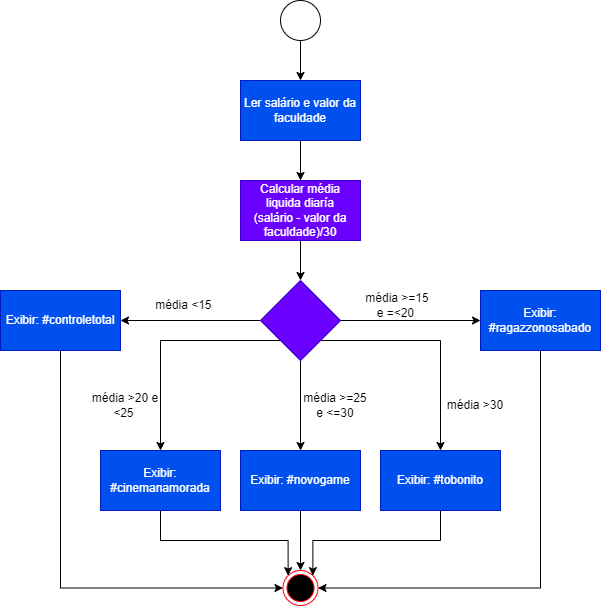 Ler salário e valor da
faculdade
Calcular média
liquida diaría
(salário - valor da
faculdade)/30
média <15
média >=15
e =<20
Exibir: #controletotal
Exibir:
#ragazzonosabado
média >20 e
<25
média >=25
e <=30
média >30
Exibir:
#cinemanamorada
Exibir: #novogame
Exibir: #tobonito